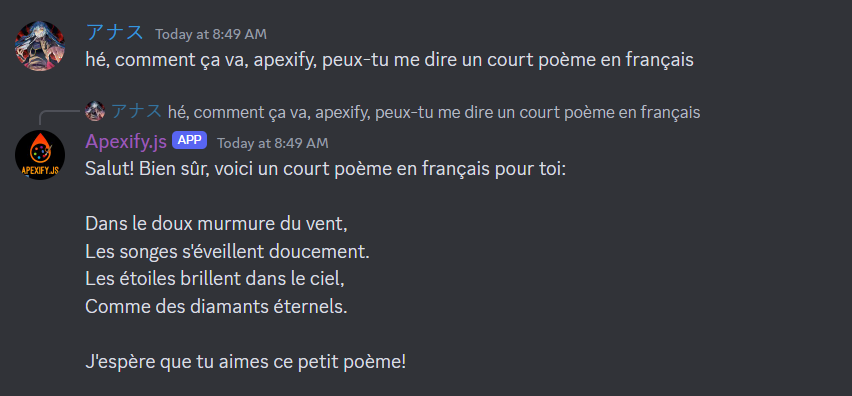 アナス Today at 8:49 AM
hé, comment ça va, apexify, peux-tu me dire un court poème en français
アナス hé, comment ça va, apexify, peux-tu me dire un court poème en français
Apexify.js APP Today at 8:49 AM
APEXIFY.JS
Salut! Bien sûr, voici un court poème en français pour toi:
Dans le doux murmure du vent,
Les songes s'éveillent doucement.
Les étoiles brillent dans le ciel,
Comme des diamants éternels.
J'espère que tu aimes ce petit poème!